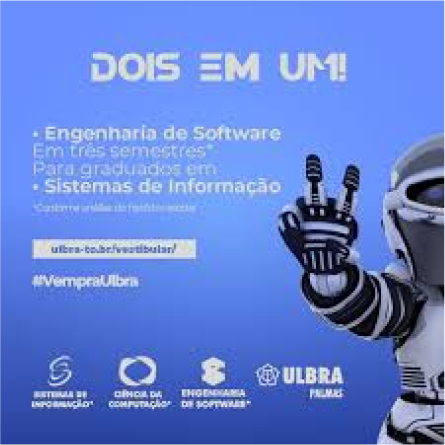 DOIS EM UM!
• Engenharia de Software
Em três semestres*
Para graduados em
• Sistemas de Informação
*Conforme análise do histórico escolar
ulbra-to.br/vestibular/
#VempraUlbra
SISTEMAS DE
INFORMAÇÃO*
CIÊNCIA DA
COMPUTAÇÃO*
ENGENHARIA
DE SOFTWARE*
ULBRA
PALMAS